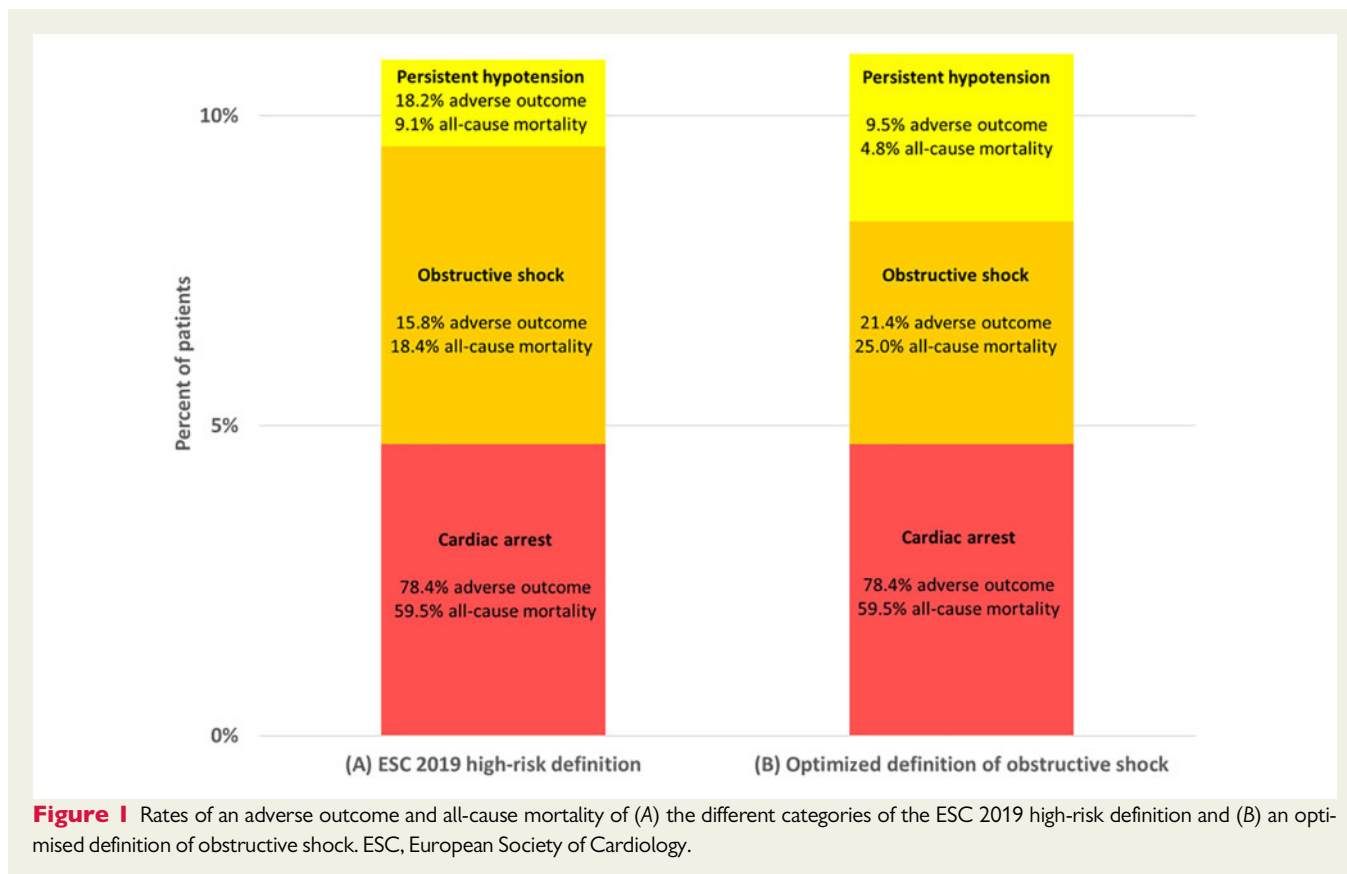 Percent of patients
10%
5%
0%
Persistent hypotension
18.2% adverse outcome
9.1% all-cause mortality
Obstructive shock
15.8% adverse outcome
18.4% all-cause mortality
Cardiac arrest
78.4% adverse outcome
59.5% all-cause mortality
(A) ESC 2019 high-risk definition
Persistent hypotension
9.5% adverse outcome
4.8% all-cause mortality
Obstructive shock
21.4% adverse outcome
25.0% all-cause mortality
Cardiac arrest
78.4% adverse outcome
59.5% all-cause mortality
(B) Optimized definition of obstructive shock
Figure 1 Rates of an adverse outcome and all-cause mortality of (A) the different categories of the ESC 2019 high-risk definition and (B) an opti-
mised definition of obstructive shock. ESC, European Society of Cardiology.